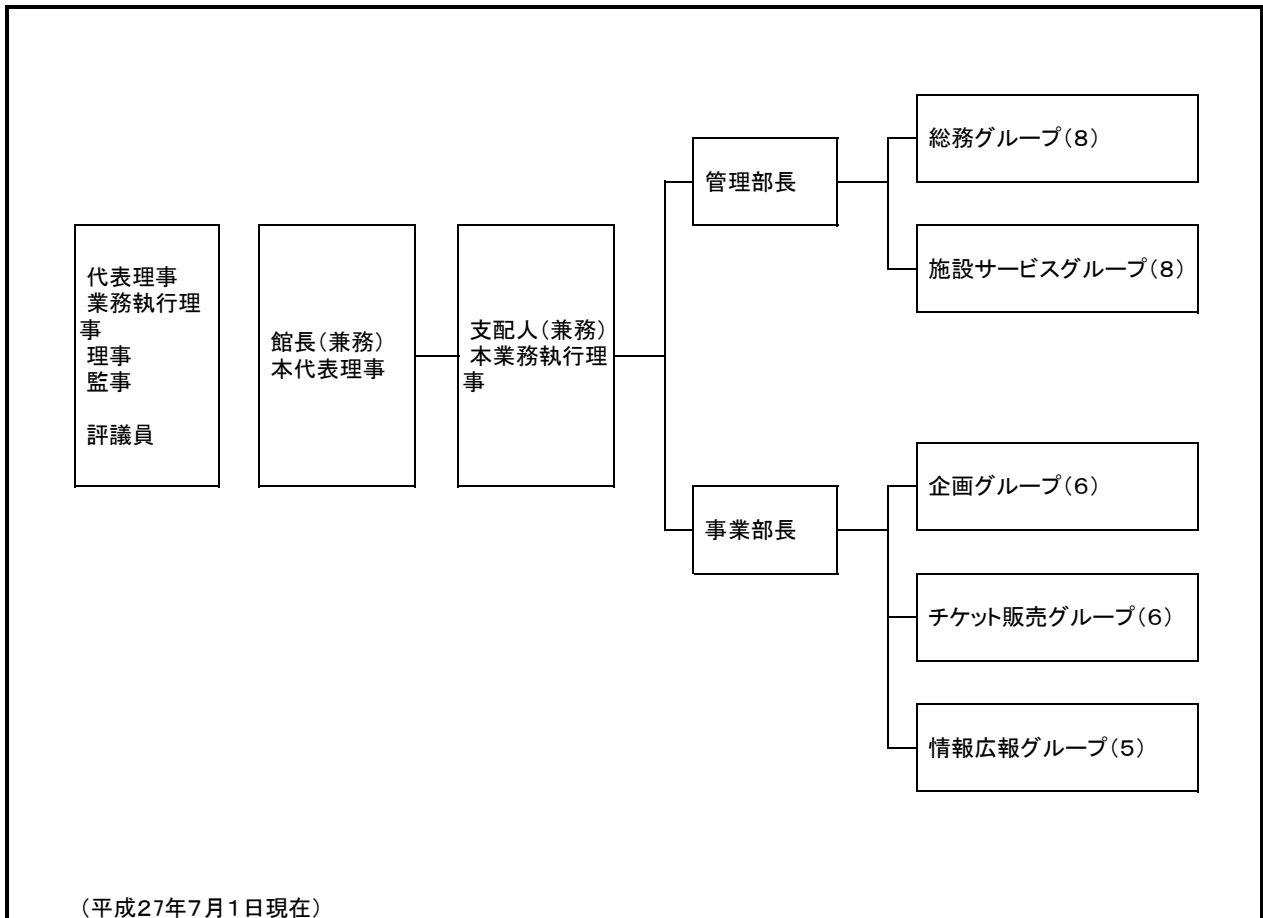 代表理事
業務執行理
事
理事
監事
評議員
館長(兼務)
本代表理事
支配人(兼務)
本業務執行理
事
管理部長
総務グループ(8)
施設サービスグループ(8)
事業部長
企画グループ(6)
チケット販売グループ(6)
情報広報グループ(5)
(平成27年7月1日現在)